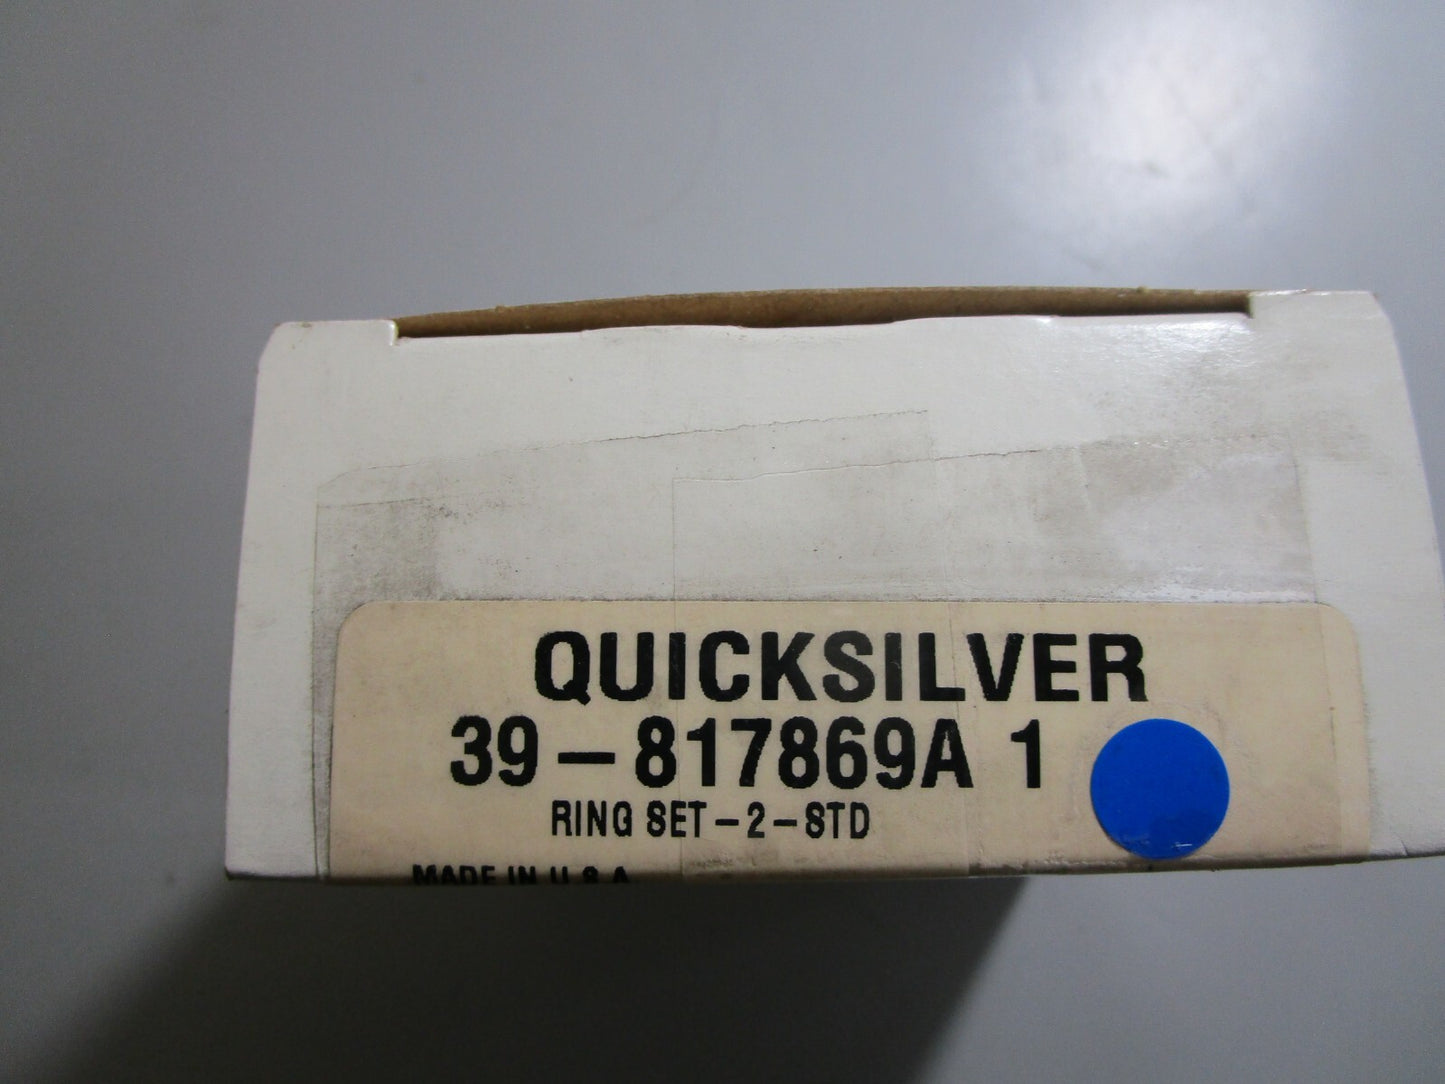 QUICKSILVER
39-817869A 1
RING SET-2-STD
MADE IN U.S.A.